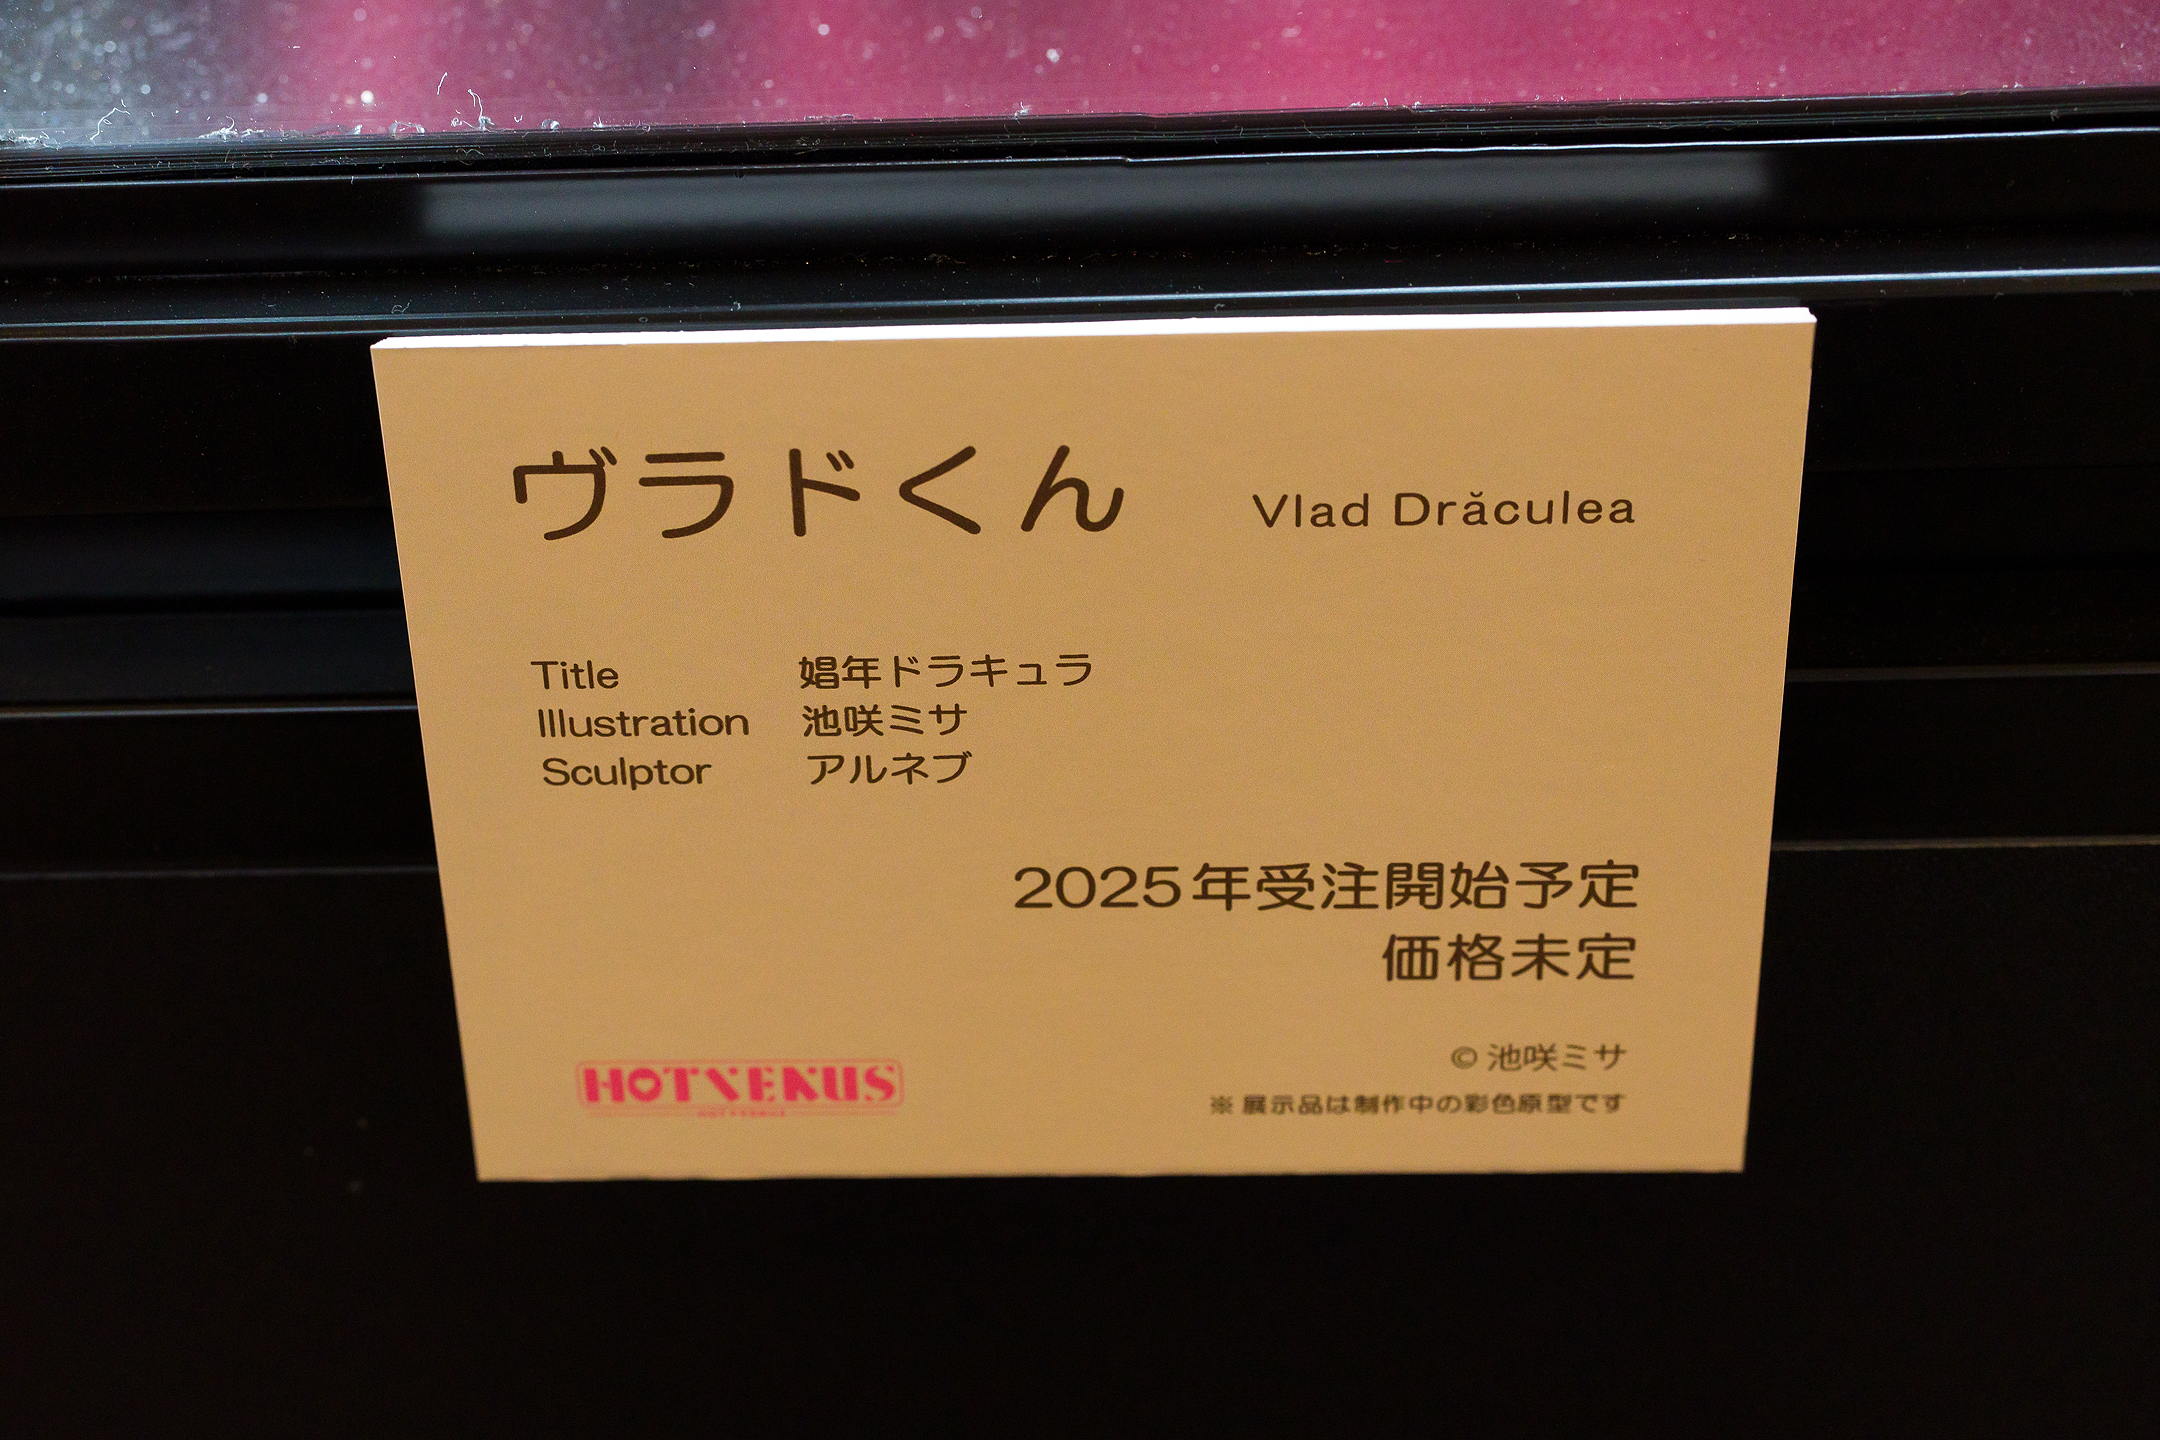 ヴラドくん Vlad Drăculea
Title 娼年ドラキュラ
Illustration 池咲ミサ
Sculptor アルネブ
2025年受注開始予定
価格未定
© 池咲ミサ
HOTVENUS
※ 展示品は制作中の彩色原型です